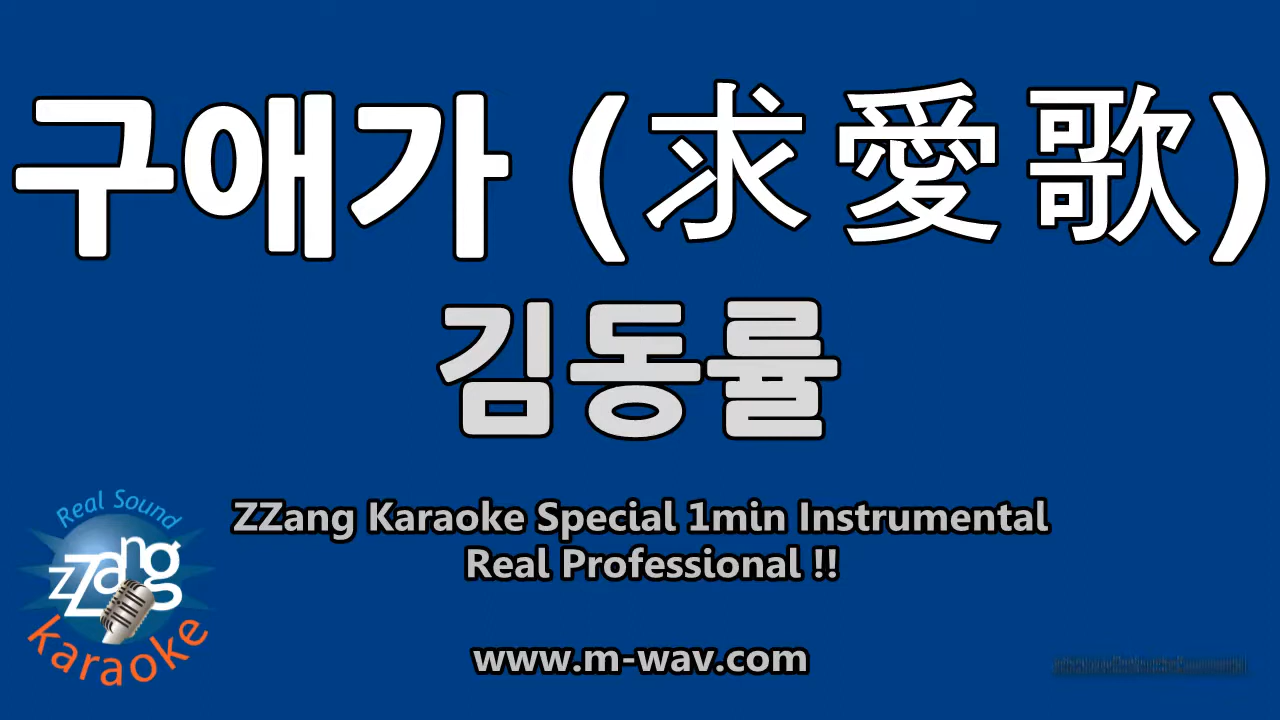 구애가 (求愛歌)
김동률
ZZang Karaoke Special 1min Instrumental
Real Professional !!
Real Sound
zZang
karaoke
www.m-wav.com